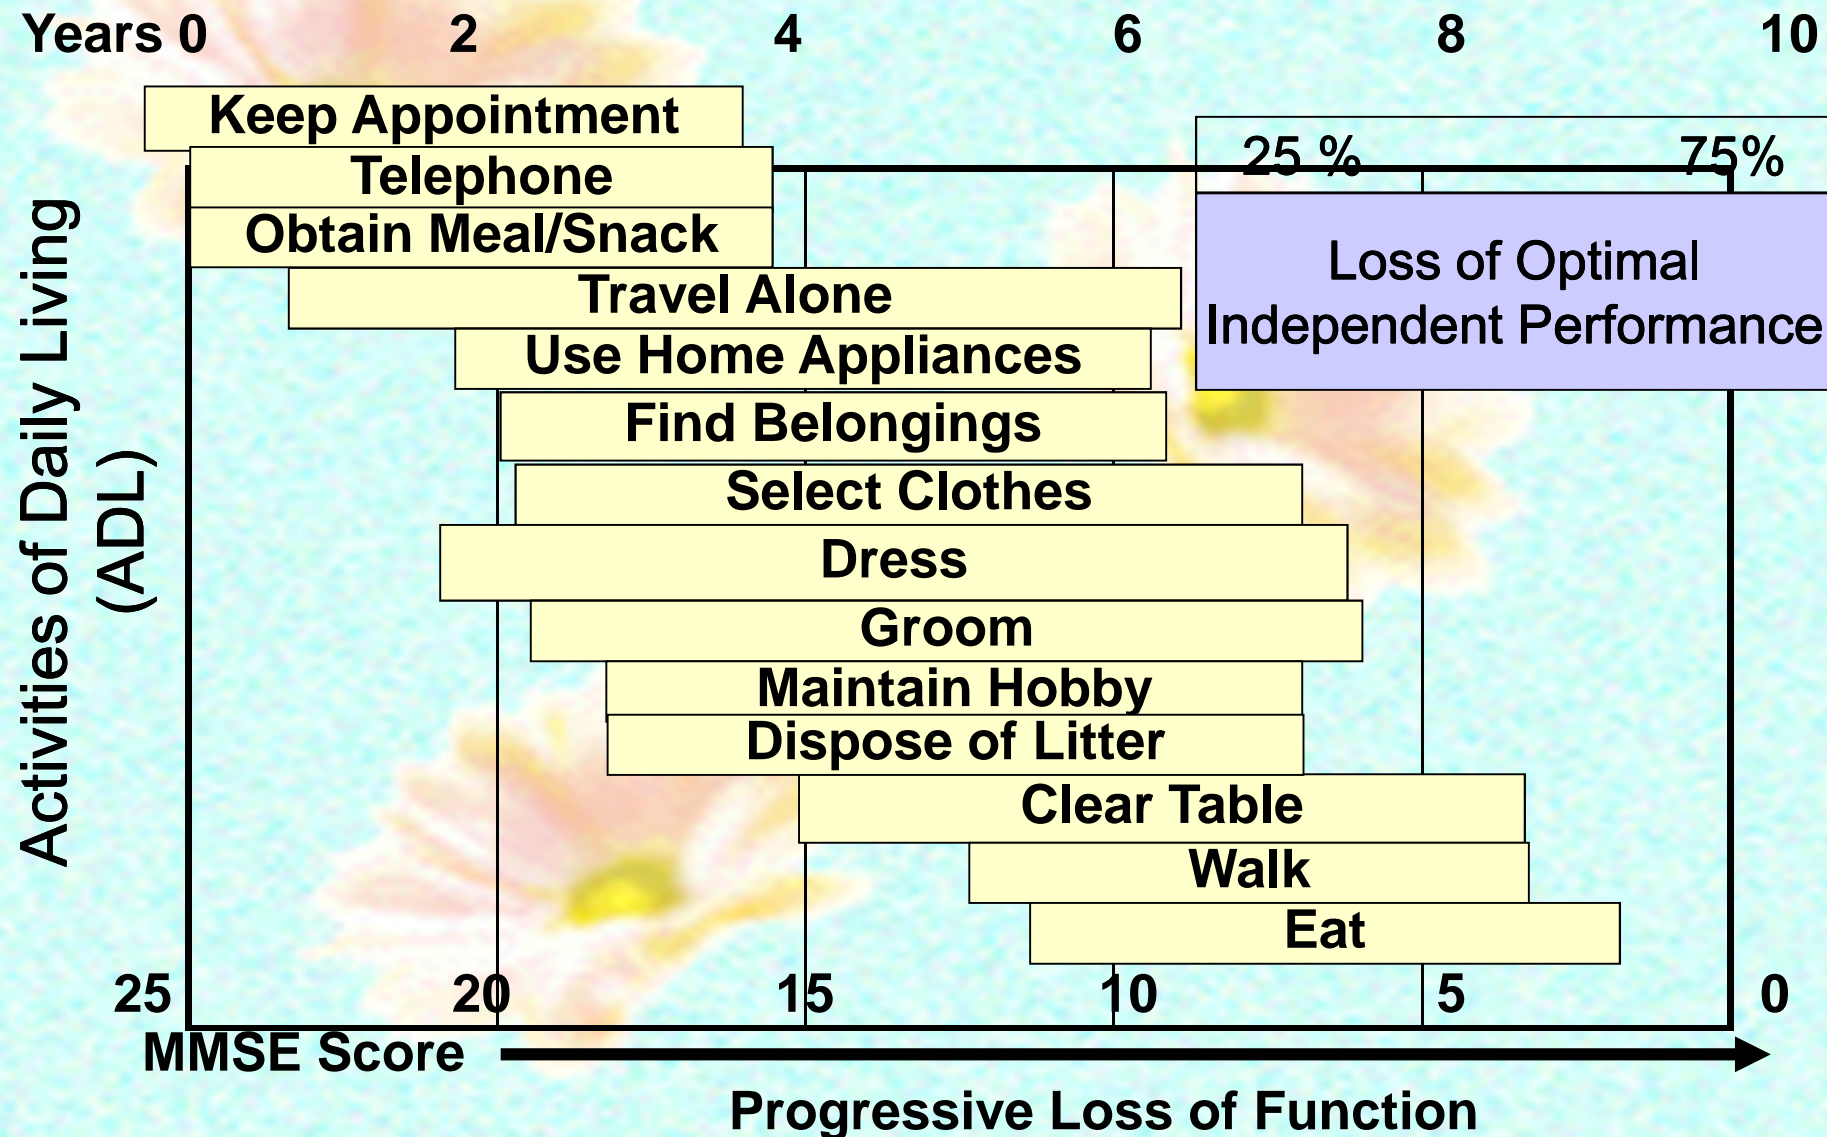 Years 0 2 4 6 8 10
Keep Appointment
25 % 75%
Telephone
Obtain Meal/Snack
Loss of Optimal
Independent Performance
Travel Alone
Use Home Appliances
Find Belongings
Select Clothes
Dress
Groom
Maintain Hobby
Dispose of Litter
Clear Table
Walk
Eat
Activities of Daily Living
(ADL)
25 20 15 10 5 0
MMSE Score
Progressive Loss of Function